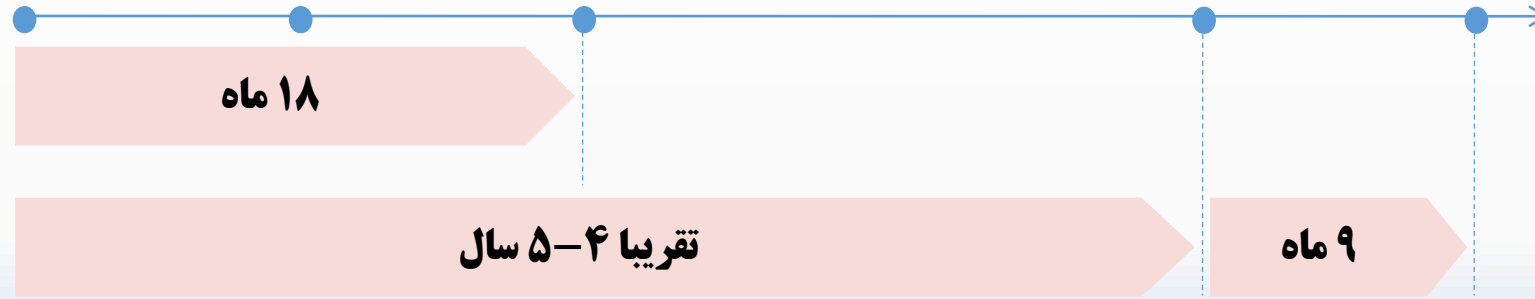 ۱۸ ماه
تقریبا ۴–۵ سال
۹ ماه